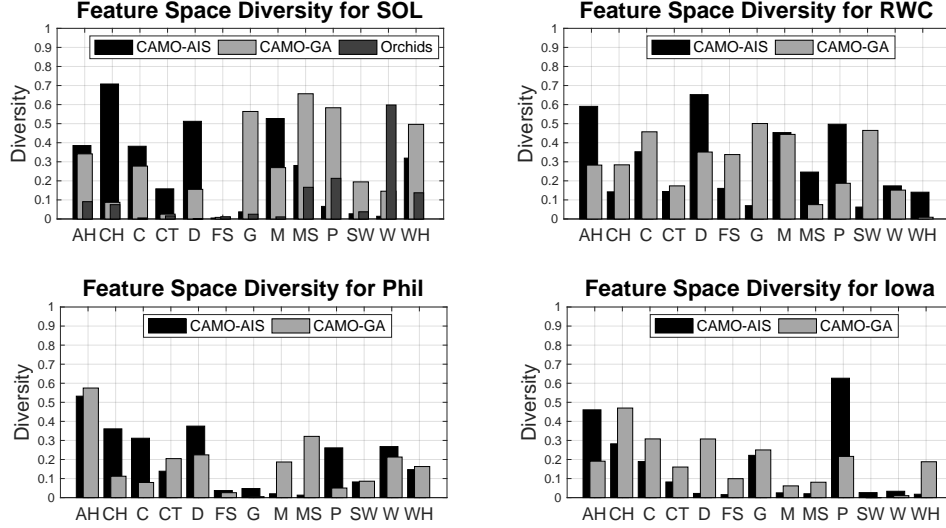 Feature Space Diversity for SOL
1
0.9
0.8
0.7
0.6
0.5
0.4
0.3
0.2
0.1
0
Diversity
CAMO-AIS CAMO-GA Orchids
AH CH C CT D FS G M MS P SW W WH
Feature Space Diversity for RWC
1
0.9
0.8
0.7
0.6
0.5
0.4
0.3
0.2
0.1
0
Diversity
CAMO-AIS CAMO-GA
AH CH C CT D FS G M MS P SW W WH
Feature Space Diversity for Phil
1
0.9
0.8
0.7
0.6
0.5
0.4
0.3
0.2
0.1
0
Diversity
CAMO-AIS CAMO-GA
AH CH C CT D FS G M MS P SW W WH
Feature Space Diversity for Iowa
1
0.9
0.8
0.7
0.6
0.5
0.4
0.3
0.2
0.1
0
Diversity
CAMO-AIS CAMO-GA
AH CH C CT D FS G M MS P SW W WH